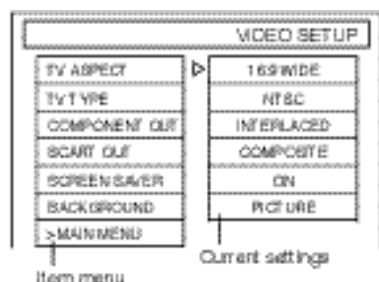 VIDEO SETUP
TV ASPECT 16:9 WIDE
TV TYPE NTSC
COMPONENT OUT INTERLACED
SCART OUT COMPOSITE
SCREEN SAVER ON
BACKGROUND PICTURE
>MAIN MENU
Current settings
Item menu